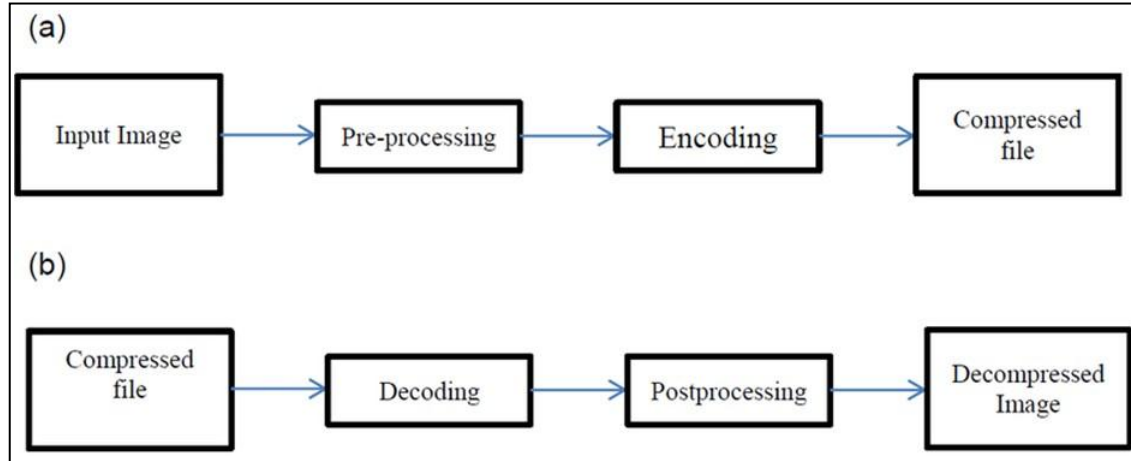 (a)
Input Image
Pre-processing
Encoding
Compressed
file
(b)
Compressed
file
Decoding
Postprocessing
Decompressed
Image